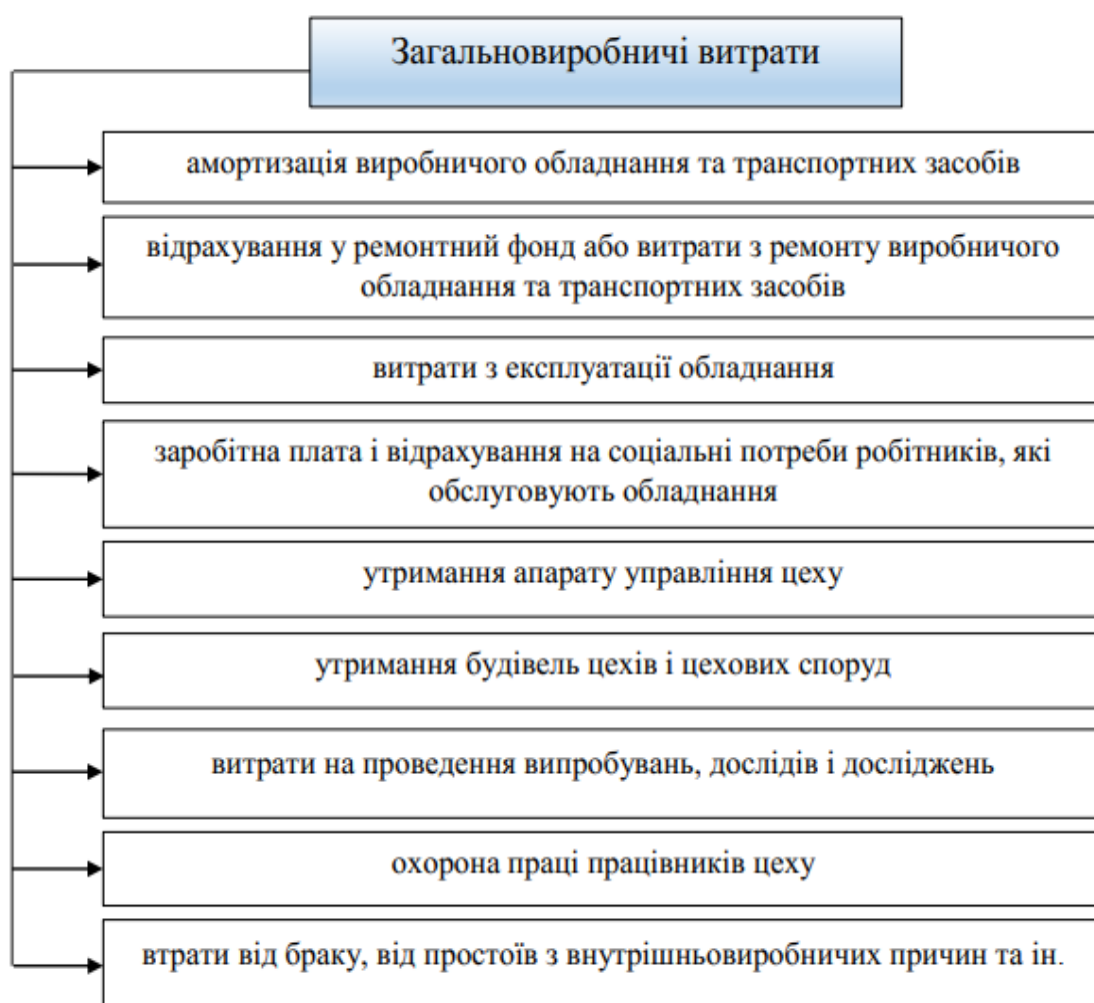 Загальновиробничі витрати
амортизація виробничого обладнання та транспортних засобів
відрахування у ремонтний фонд або витрати з ремонту виробничого
обладнання та транспортних засобів
витрати з експлуатації обладнання
заробітна плата і відрахування на соціальні потреби робітників, які
обслуговують обладнання
утримання апарату управління цеху
утримання будівель цехів і цехових споруд
витрати на проведення випробувань, дослідів і досліджень
охорона праці працівників цеху
втрати від браку, від простоїв з внутрішньовиробничих причин та ін.